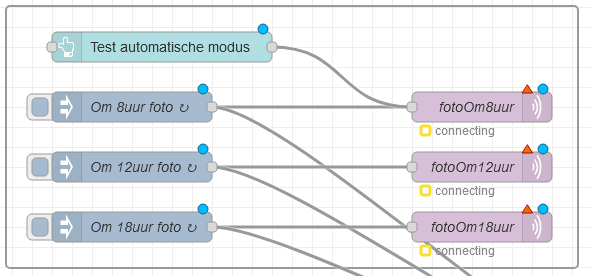 Test automatische modus
Om 8uur foto ↻
fotoOm8uur
connecting
Om 12uur foto ↻
fotoOm12uur
connecting
Om 18uur foto ↻
fotoOm18uur
connecting